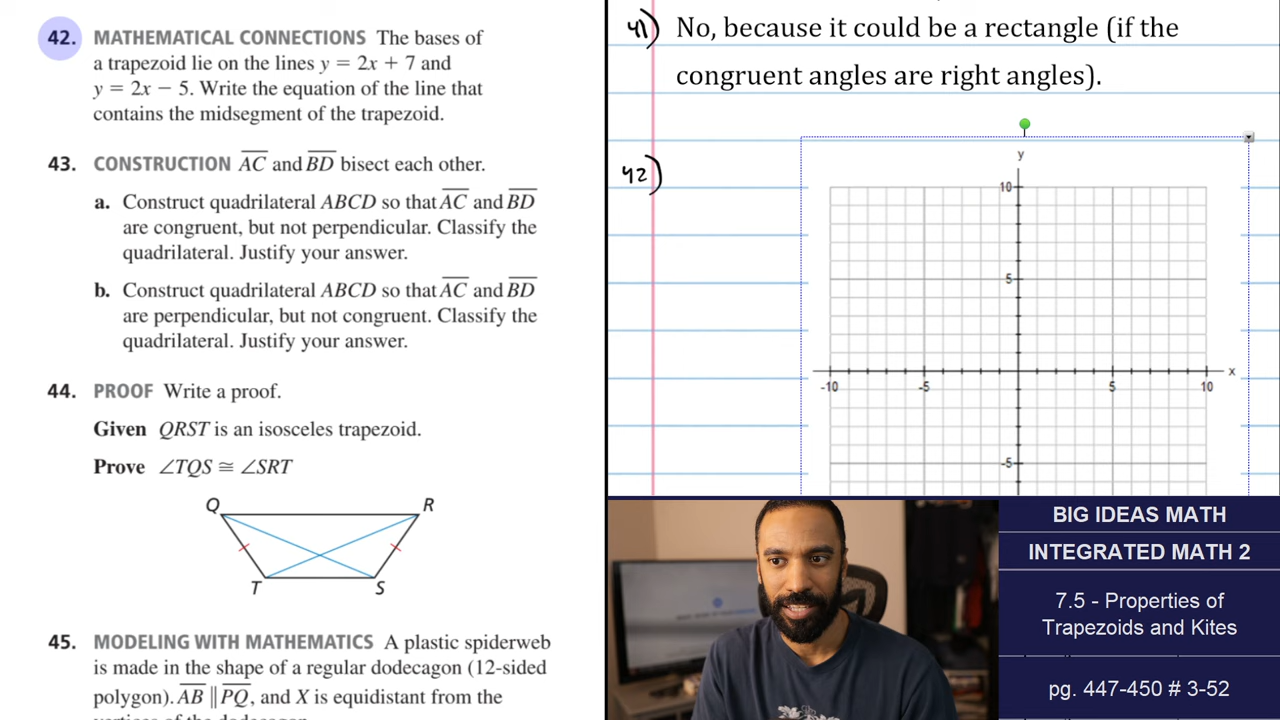 42. MATHEMATICAL CONNECTIONS The bases of
a trapezoid lie on the lines y = 2x + 7 and
y = 2x − 5. Write the equation of the line that
contains the midsegment of the trapezoid.
43. CONSTRUCTION AC and BD bisect each other.
a. Construct quadrilateral ABCD so that AC and BD
are congruent, but not perpendicular. Classify the
quadrilateral. Justify your answer.
b. Construct quadrilateral ABCD so that AC and BD
are perpendicular, but not congruent. Classify the
quadrilateral. Justify your answer.
44. PROOF Write a proof.
Given QRST is an isosceles trapezoid.
Prove ∠TQS ≅ ∠SRT
Q R
T S
45. MODELING WITH MATHEMATICS A plastic spiderweb
is made in the shape of a regular dodecagon (12-sided
polygon). AB ∥ PQ, and X is equidistant from the
vertices of the dodecagon.
41) No, because it could be a rectangle (if the
congruent angles are right angles).
42)
y
10
5
-10 -5 5 10 x
-5
BIG IDEAS MATH
INTEGRATED MATH 2
7.5 - Properties of
Trapezoids and Kites
pg. 447-450 # 3-52